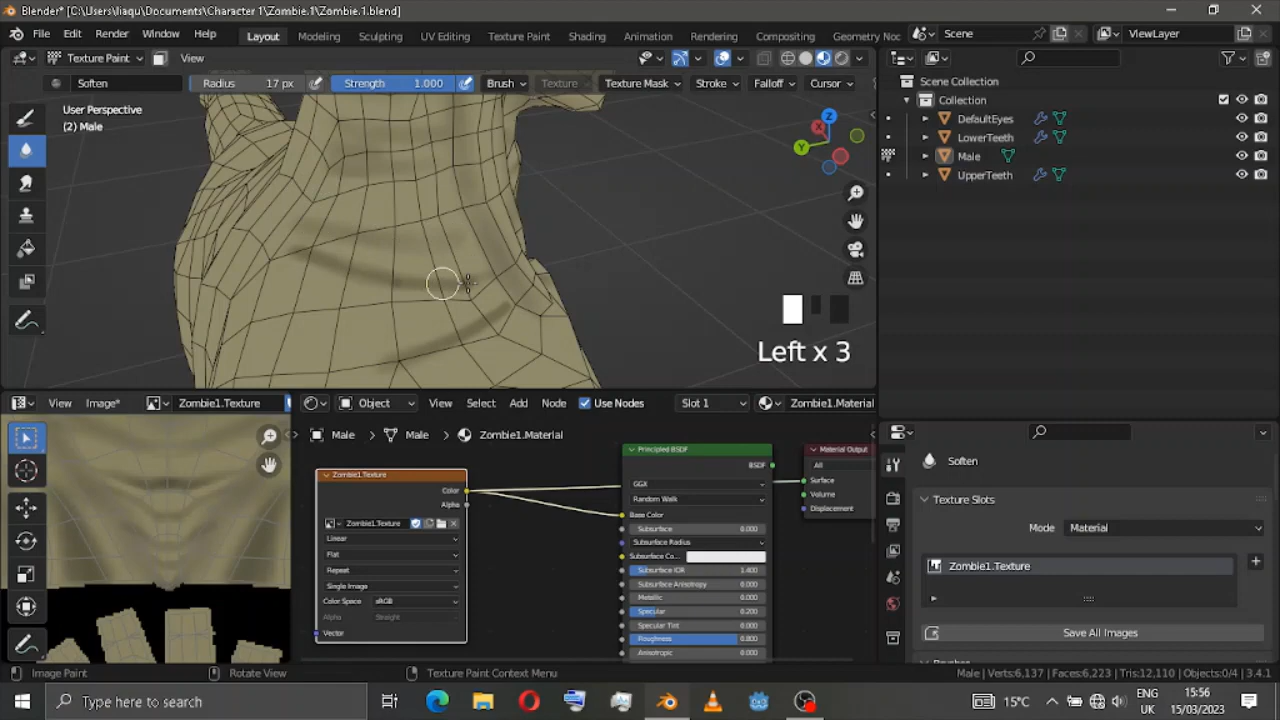 Blender* [C:\Users\liaqu\Documents\Character 1\Zombie.1\Zombie.1.blend]
File Edit Render Window Help Layout Modeling Sculpting UV Editing Texture Paint Shading Animation Rendering Compositing Geometry Noc Scene ViewLayer
Texture Paint View
Soften Radius 17 px Strength 1.000 Brush Texture Texture Mask Stroke Falloff Cursor
User Perspective
(2) Male
Z
X
Y
Left x 3
Scene Collection
Collection
DefaultEyes
LowerTeeth
Male
UpperTeeth
View Image* Zombie1.Texture
Object View Select Add Node Use Nodes Slot 1 Zombie1.Material
Male Male Zombie1.Material
Zombie1.Texture
Color
Alpha
Zombie1.Texture
Linear
Flat
Repeat
Single Image
Color Space sRGB
Alpha Straight
Vector
Principled BSDF
BSDF
GGX
Random Walk
Base Color
Subsurface 0.000
Subsurface Radius
Subsurface Co...
Subsurface IOR 1.400
Subsurface Anisotropy 0.000
Metallic 0.000
Specular 0.200
Specular Tint 0.000
Roughness 0.800
Anisotropic 0.000
Material Output
All
Surface
Volume
Displacement
Soften
Texture Slots
Mode Material
Zombie1.Texture
Save All Images
Image Paint Rotate View Texture Paint Context Menu Male | Verts:6,137 | Faces:6,223 | Tris:12,110 | Objects:0/4 | 3.4.1
Type here to search
15°C
ENG
UK
15:56
15/03/2023